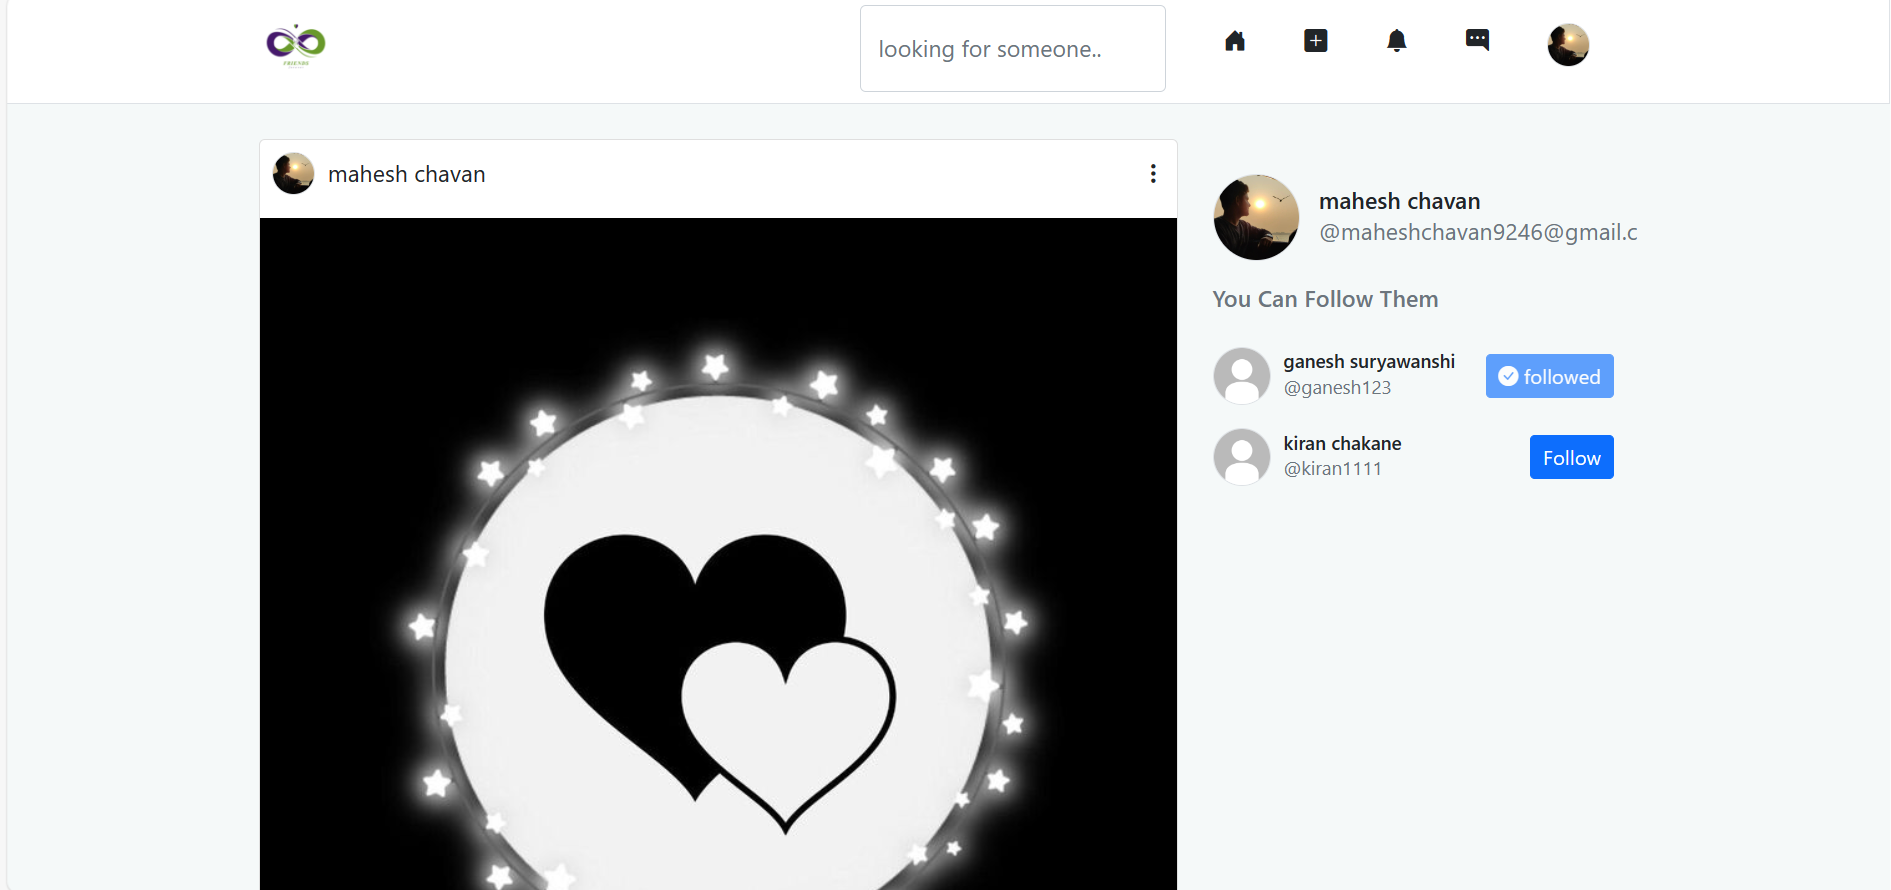 FRIENDS
looking for someone..
mahesh chavan
mahesh chavan
@maheshchavan9246@gmail.c
You Can Follow Them
ganesh suryawanshi
@ganesh123
followed
kiran chakane
@kiran1111
Follow